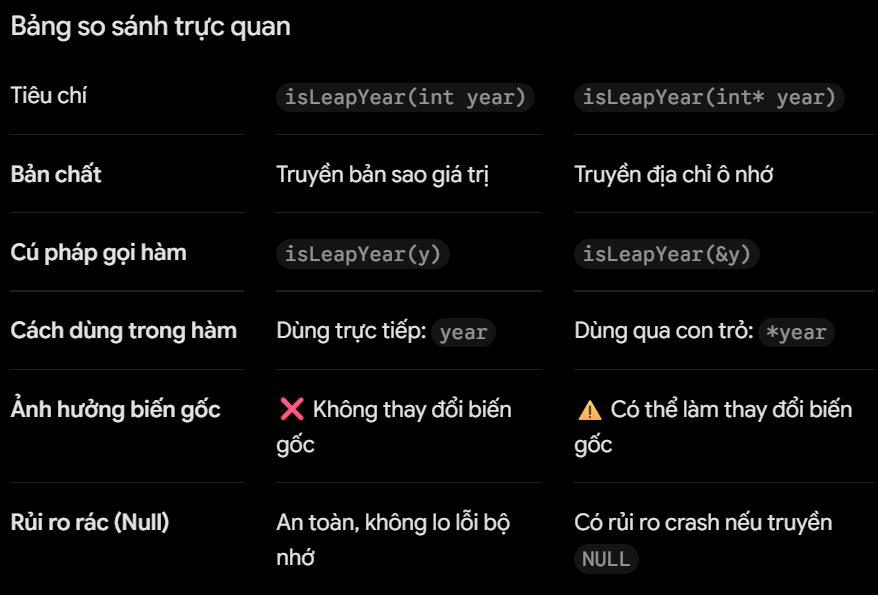 Bảng so sánh trực quan
Tiêu chí isLeapYear(int year) isLeapYear(int* year)
Bản chất Truyền bản sao giá trị Truyền địa chỉ ô nhớ
Cú pháp gọi hàm isLeapYear(y) isLeapYear(&y)
Cách dùng trong hàm Dùng trực tiếp: year Dùng qua con trỏ: *year
Ảnh hưởng biến gốc ❌ Không thay đổi biến gốc ⚠️ Có thể làm thay đổi biến gốc
Rủi ro rác (Null) An toàn, không lo lỗi bộ nhớ Có rủi ro crash nếu truyền NULL